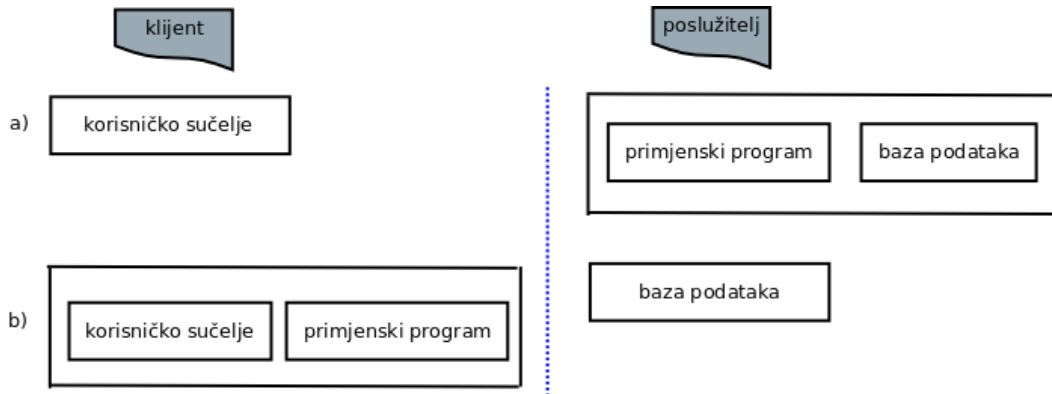 klijent
poslužitelj
a)
korisničko sučelje
primjenski program
baza podataka
b)
korisničko sučelje
primjenski program
baza podataka